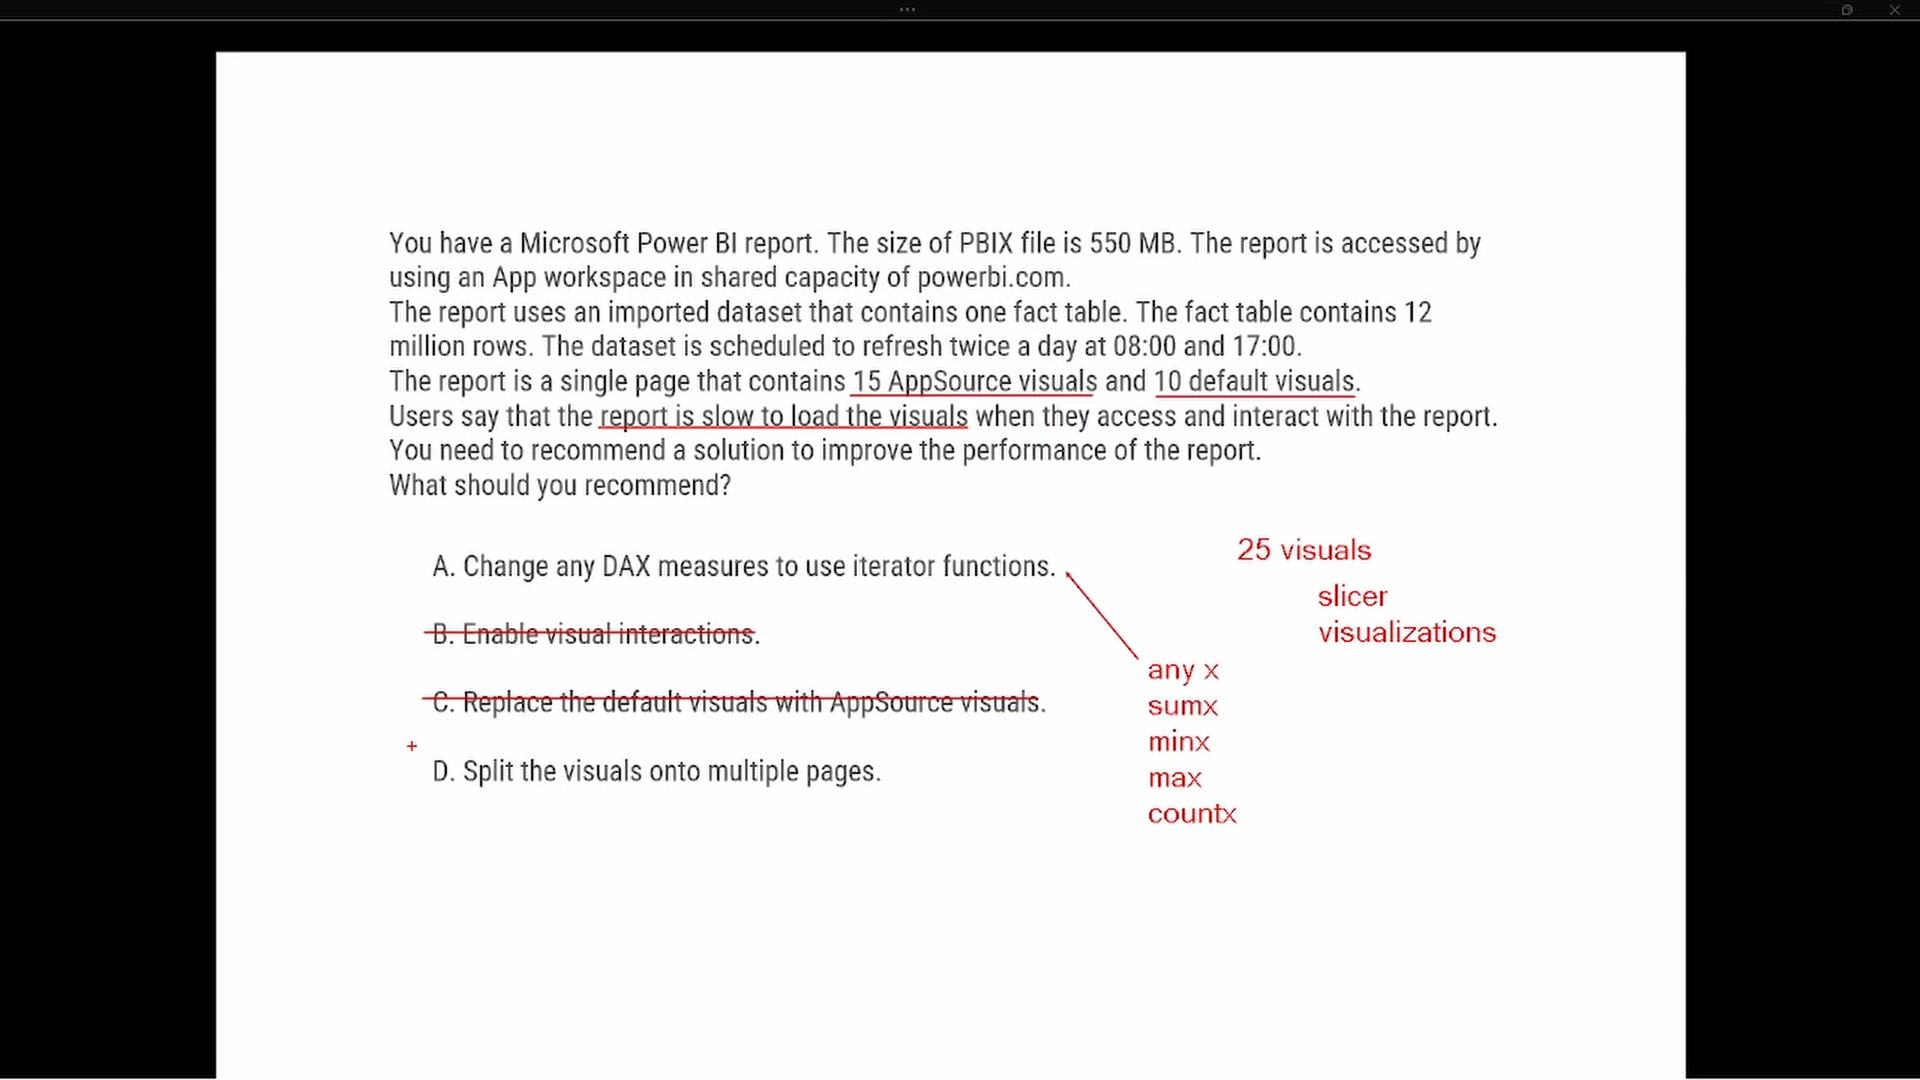 You have a Microsoft Power BI report. The size of PBIX file is 550 MB. The report is accessed by
using an App workspace in shared capacity of powerbi.com.
The report uses an imported dataset that contains one fact table. The fact table contains 12
million rows. The dataset is scheduled to refresh twice a day at 08:00 and 17:00.
The report is a single page that contains 15 AppSource visuals and 10 default visuals.
Users say that the report is slow to load the visuals when they access and interact with the report.
You need to recommend a solution to improve the performance of the report.
What should you recommend?
A. Change any DAX measures to use iterator functions.
B. Enable visual interactions.
C. Replace the default visuals with AppSource visuals.
D. Split the visuals onto multiple pages.
25 visuals
slicer
visualizations
any x
sumx
minx
max
countx